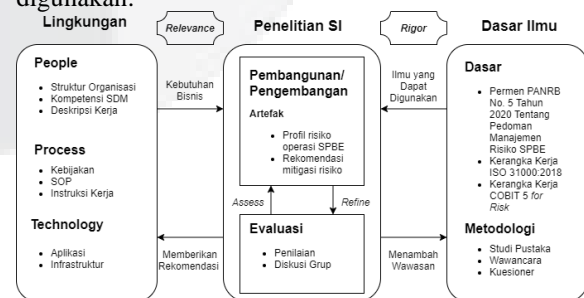 digunakan.
Lingkungan
Relevance
Penelitian SI
Rigor
Dasar Ilmu
People
• Struktur Organisasi
• Kompetensi SDM
• Deskripsi Kerja
Process
• Kebijakan
• SOP
• Instruksi Kerja
Technology
• Aplikasi
• Infrastruktur
Kebutuhan
Bisnis
Memberikan
Rekomendasi
Pembangunan/
Pengembangan
Artefak
• Profil risiko
operasi SPBE
• Rekomendasi
mitigasi risiko
Assess
Refine
Evaluasi
• Penilaian
• Diskusi Grup
Ilmu yang
Dapat
Digunakan
Menambah
Wawasan
Dasar
• Permen PANRB
No. 5 Tahun
2020 Tentang
Pedoman
Manajemen
Risiko SPBE
• Kerangka Kerja
ISO 31000:2018
• Kerangka Kerja
COBIT 5 for
Risk
Metodologi
• Studi Pustaka
• Wawancara
• Kuesioner